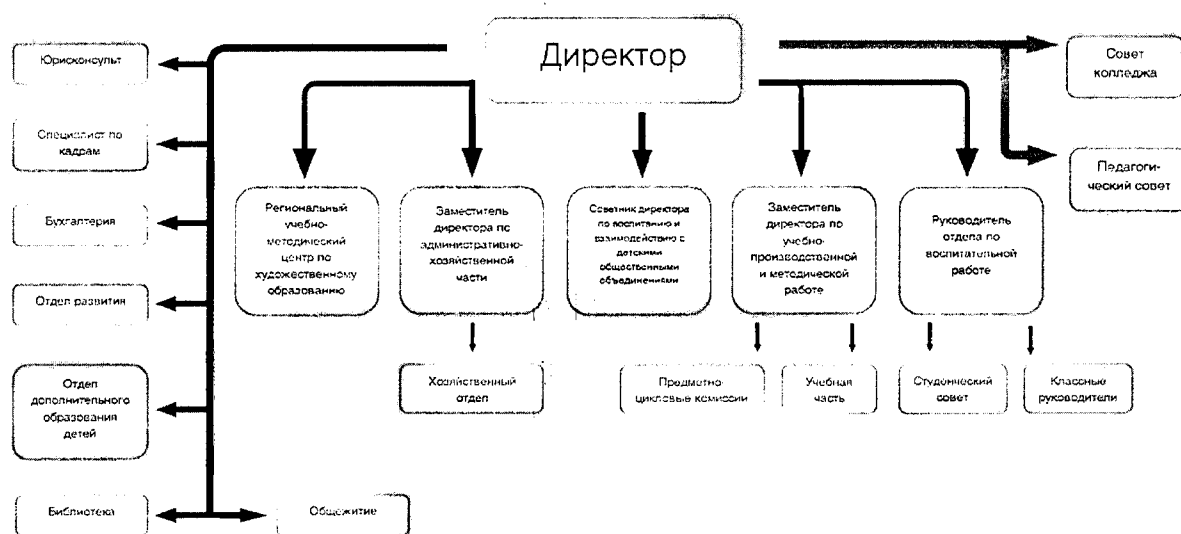 Директор
Юрисконсульт
Специалист по
кадрам
Бухгалтерия
Отдел развития
Отдел
дополнительного
образования
детей
Библиотека
Общежитие
Региональный
учебно-
методический
центр по
художественному
образованию
Заместитель
директора по
административно-
хозяйственной
части
Советник директора
по воспитанию и
взаимодействию с
детскими
общественными
объединениями
Заместитель
директора по
учебно-
производственной
и методической
работе
Руководитель
отдела по
воспитательной
работе
Хозяйственный
отдел
Предметно-
цикловые комиссии
Учебная
часть
Студенческий
совет
Классные
руководители
Совет
колледжа
Педагоги-
ческий совет